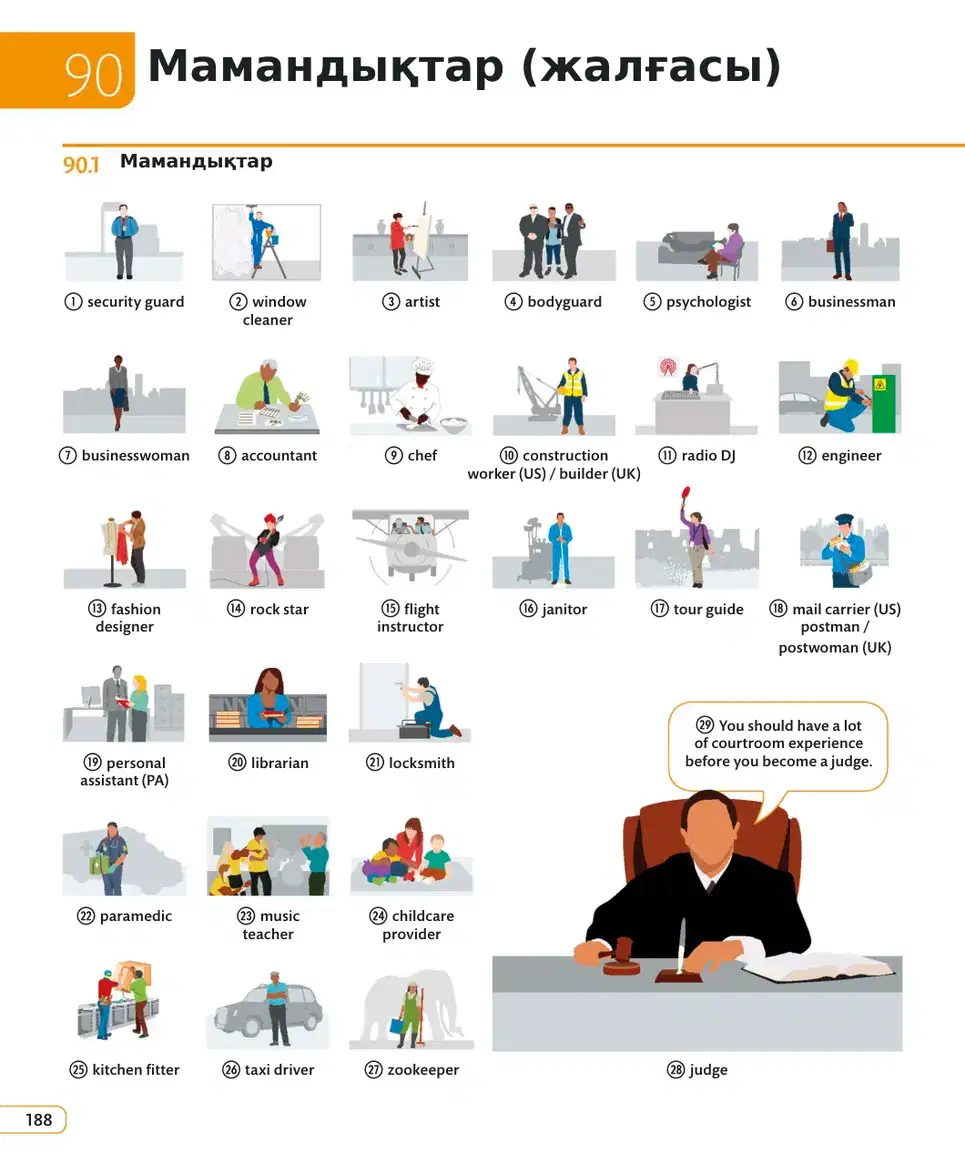 90
Мамандықтар (жалғасы)
90.1 Мамандықтар
① security guard
② window
cleaner
③ artist
④ bodyguard
⑤ psychologist
⑥ businessman
⑦ businesswoman
⑧ accountant
⑨ chef
⑩ construction
worker (US) / builder (UK)
⑪ radio DJ
⑫ engineer
⑬ fashion
designer
⑭ rock star
⑮ flight
instructor
⑯ janitor
⑰ tour guide
⑱ mail carrier (US)
postman /
postwoman (UK)
⑲ personal
assistant (PA)
⑳ librarian
㉑ locksmith
㉒ paramedic
㉓ music
teacher
㉔ childcare
provider
㉕ kitchen fitter
㉖ taxi driver
㉗ zookeeper
㉙ You should have a lot
of courtroom experience
before you become a judge.
㉘ judge
188